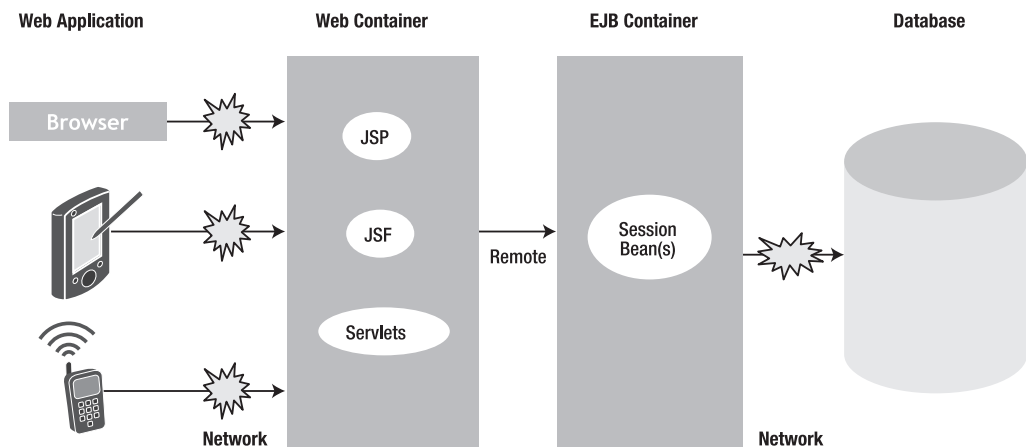 Web Application
Web Container
EJB Container
Database
Browser
JSP
JSF
Servlets
Remote
Session
Bean(s)
Network
Network